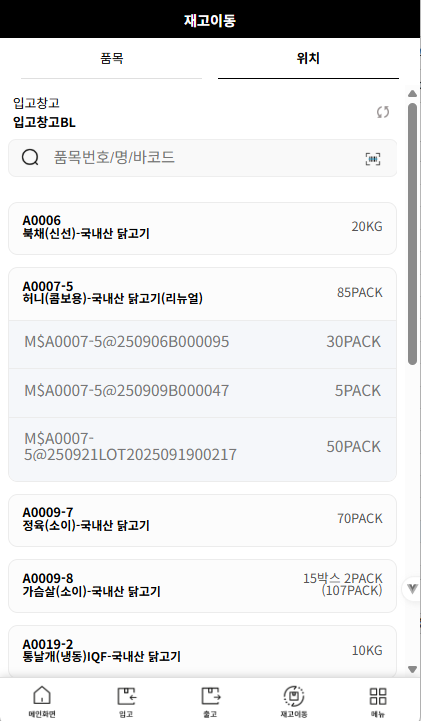 재고이동
품목
위치
입고창고
입고창고BL
품목번호/명/바코드
A0006
북채(신선)-국내산 닭고기
20KG
A0007-5
허니(콤보용)-국내산 닭고기(리뉴얼)
85PACK
M$A0007-5@250906B000095
30PACK
M$A0007-5@250909B000047
5PACK
M$A0007-
5@250921LOT2025091900217
50PACK
A0009-7
정육(소이)-국내산 닭고기
70PACK
A0009-8
가슴살(소이)-국내산 닭고기
15박스 2PACK
(107PACK)
A0019-2
통날개(냉동)IQF-국내산 닭고기
10KG
메인화면
입고
출고
재고이동
메뉴